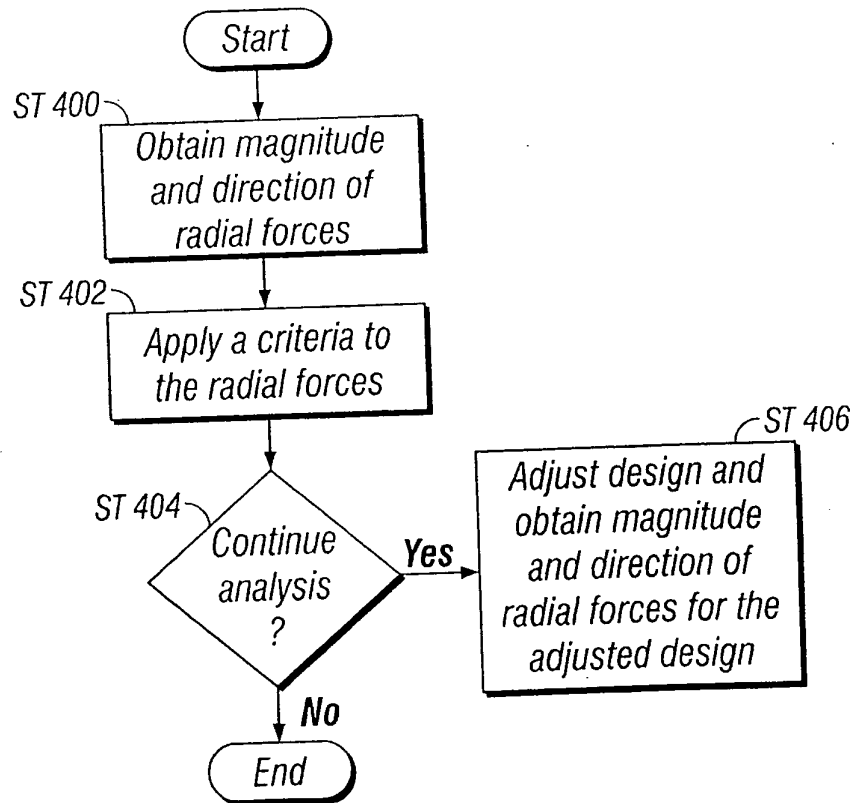 Start
ST 400
Obtain magnitude
and direction of
radial forces
ST 402
Apply a criteria to
the radial forces
ST 404
Continue
analysis
?
Yes
ST 406
Adjust design and
obtain magnitude
and direction of
radial forces for the
adjusted design
No
End